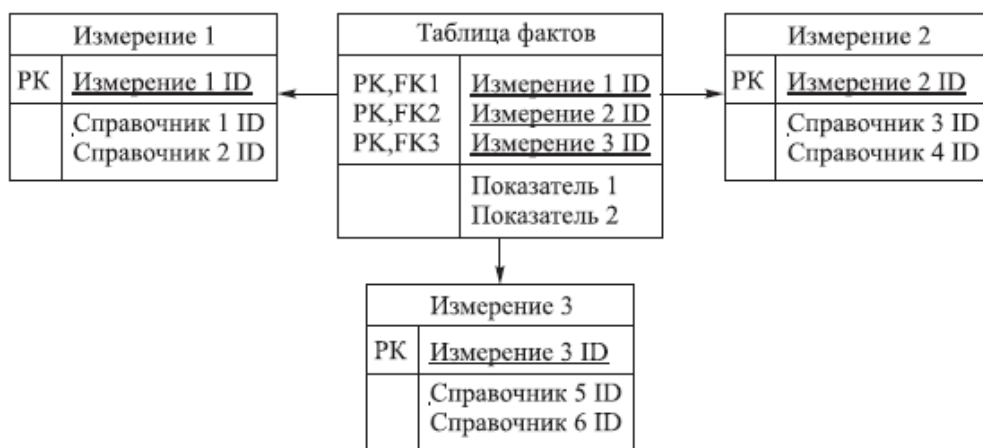 Измерение 1
PK
Измерение 1 ID
Справочник 1 ID
Справочник 2 ID
Таблица фактов
PK,FK1 Измерение 1 ID
PK,FK2 Измерение 2 ID
PK,FK3 Измерение 3 ID
Показатель 1
Показатель 2
Измерение 2
PK
Измерение 2 ID
Справочник 3 ID
Справочник 4 ID
Измерение 3
PK
Измерение 3 ID
Справочник 5 ID
Справочник 6 ID